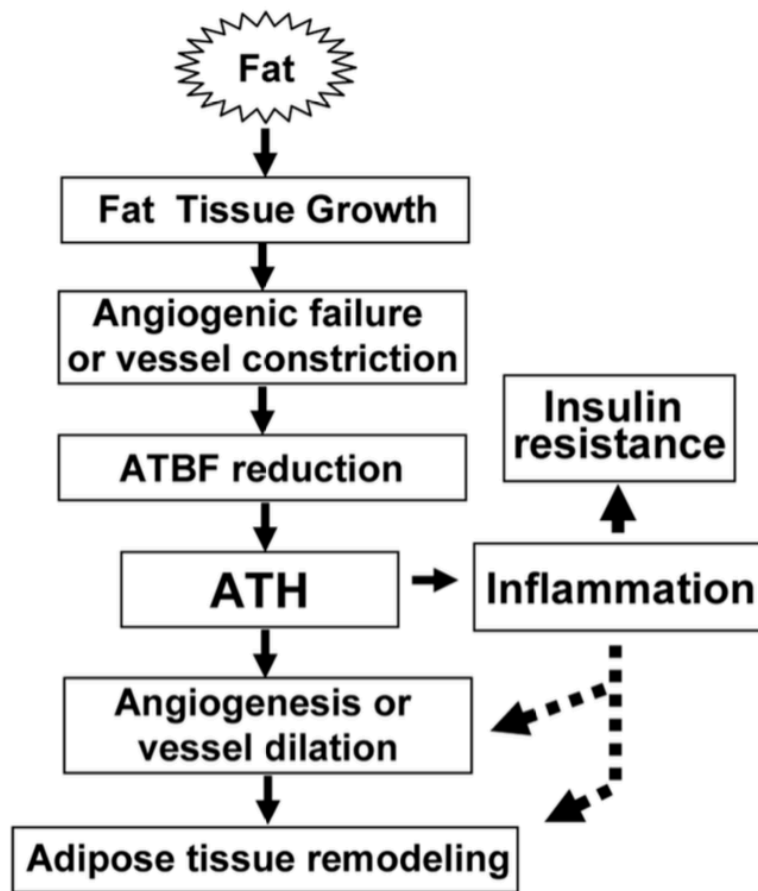 Fat
Fat Tissue Growth
Angiogenic failure
or vessel constriction
ATBF reduction
ATH
Insulin
resistance
Inflammation
Angiogenesis or
vessel dilation
Adipose tissue remodeling